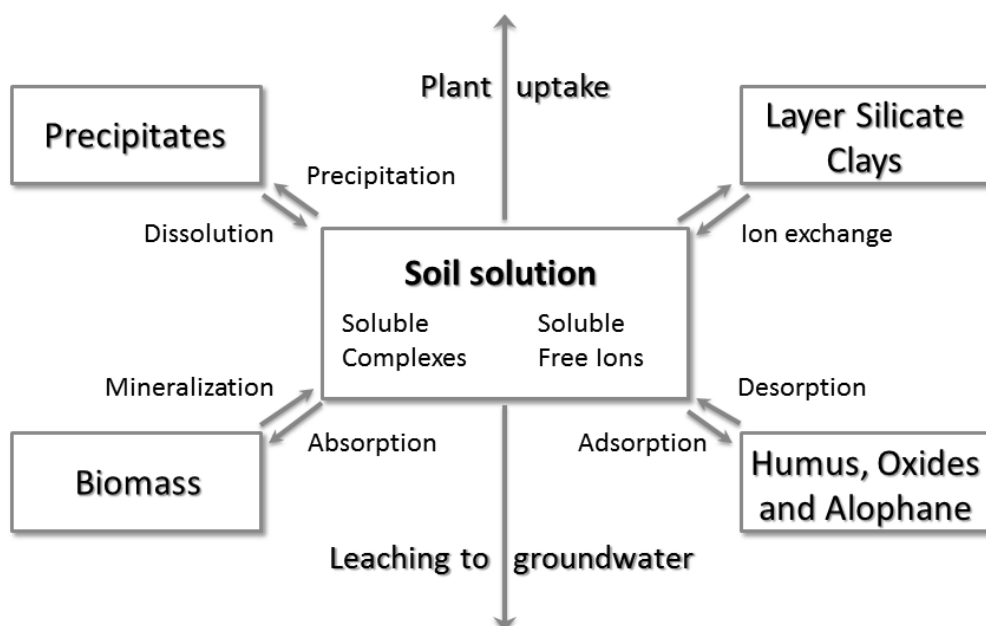 Plant uptake
Precipitates
Layer Silicate
Clays
Precipitation
Dissolution
Ion exchange
Soil solution
Soluble
Complexes
Soluble
Free Ions
Mineralization
Desorption
Absorption
Adsorption
Biomass
Humus, Oxides
and Alophane
Leaching to groundwater